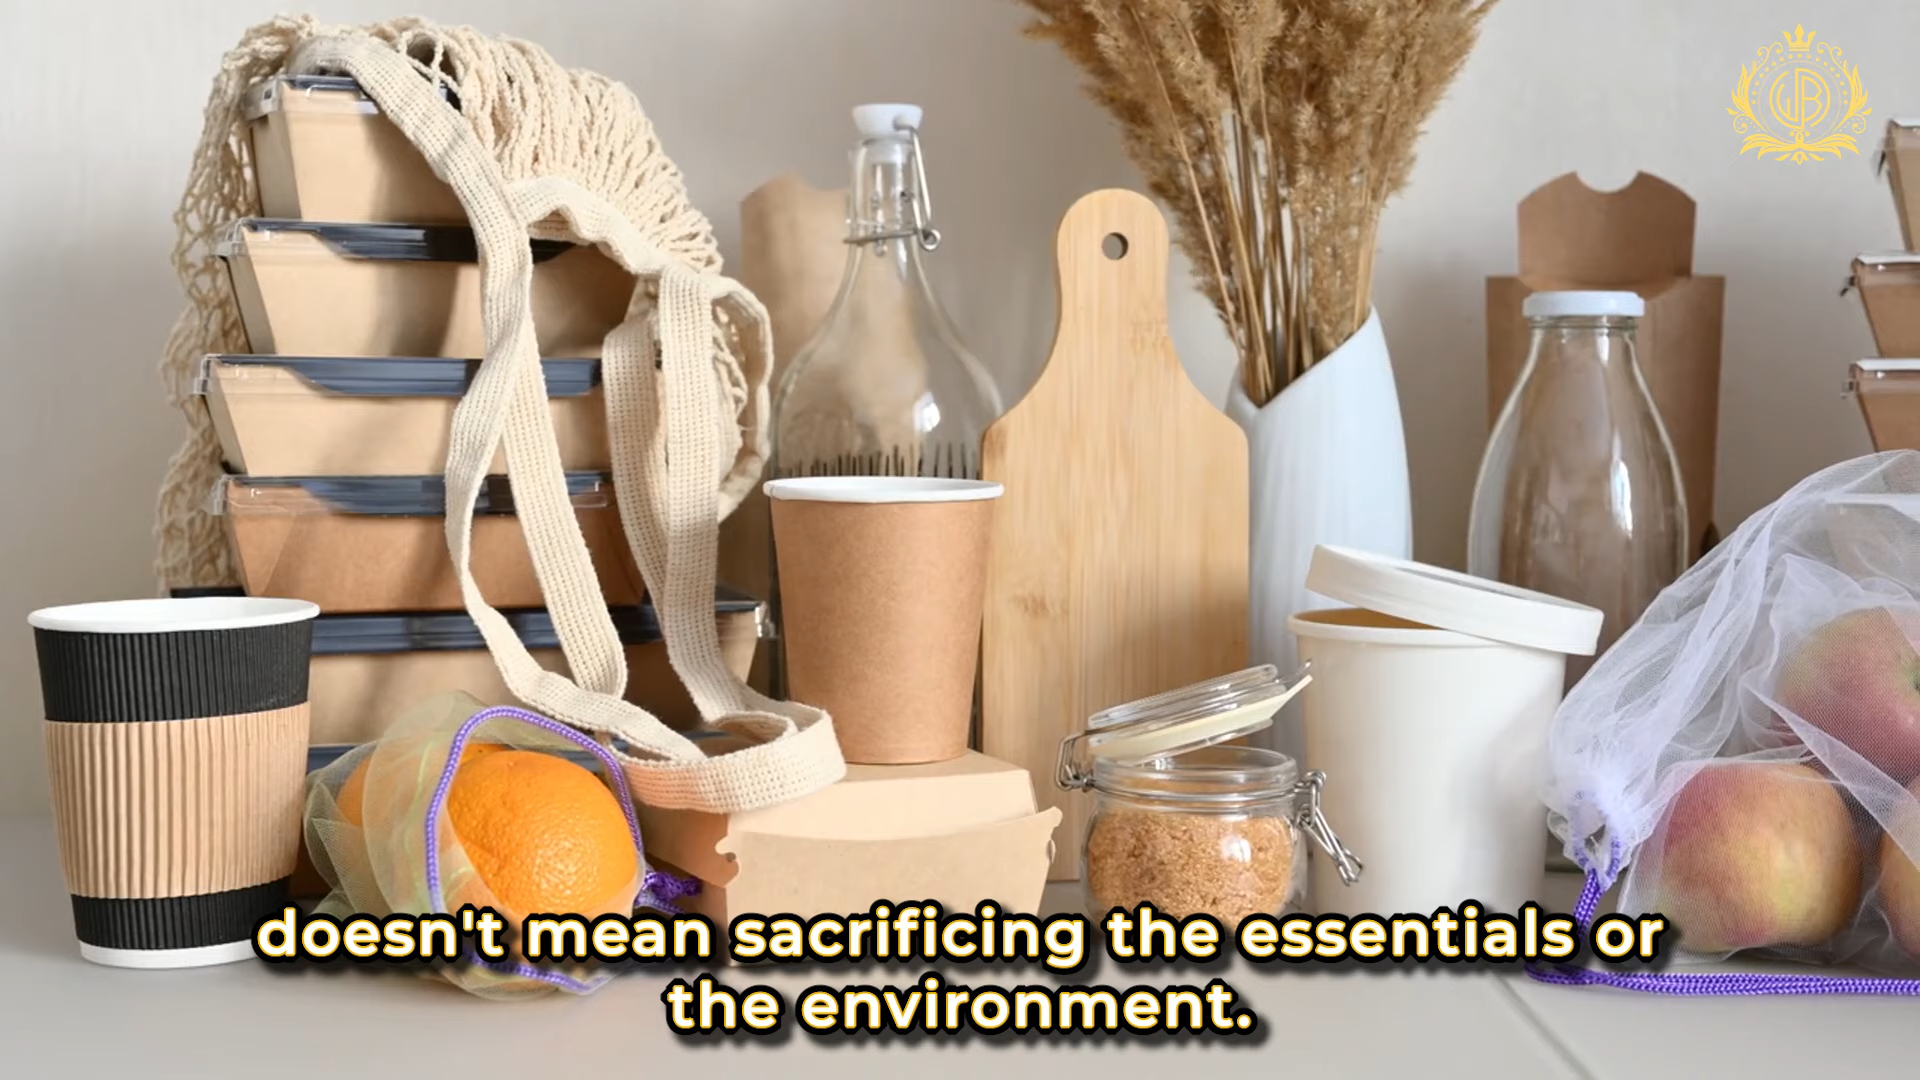 doesn't mean sacrificing the essentials or
the environment.